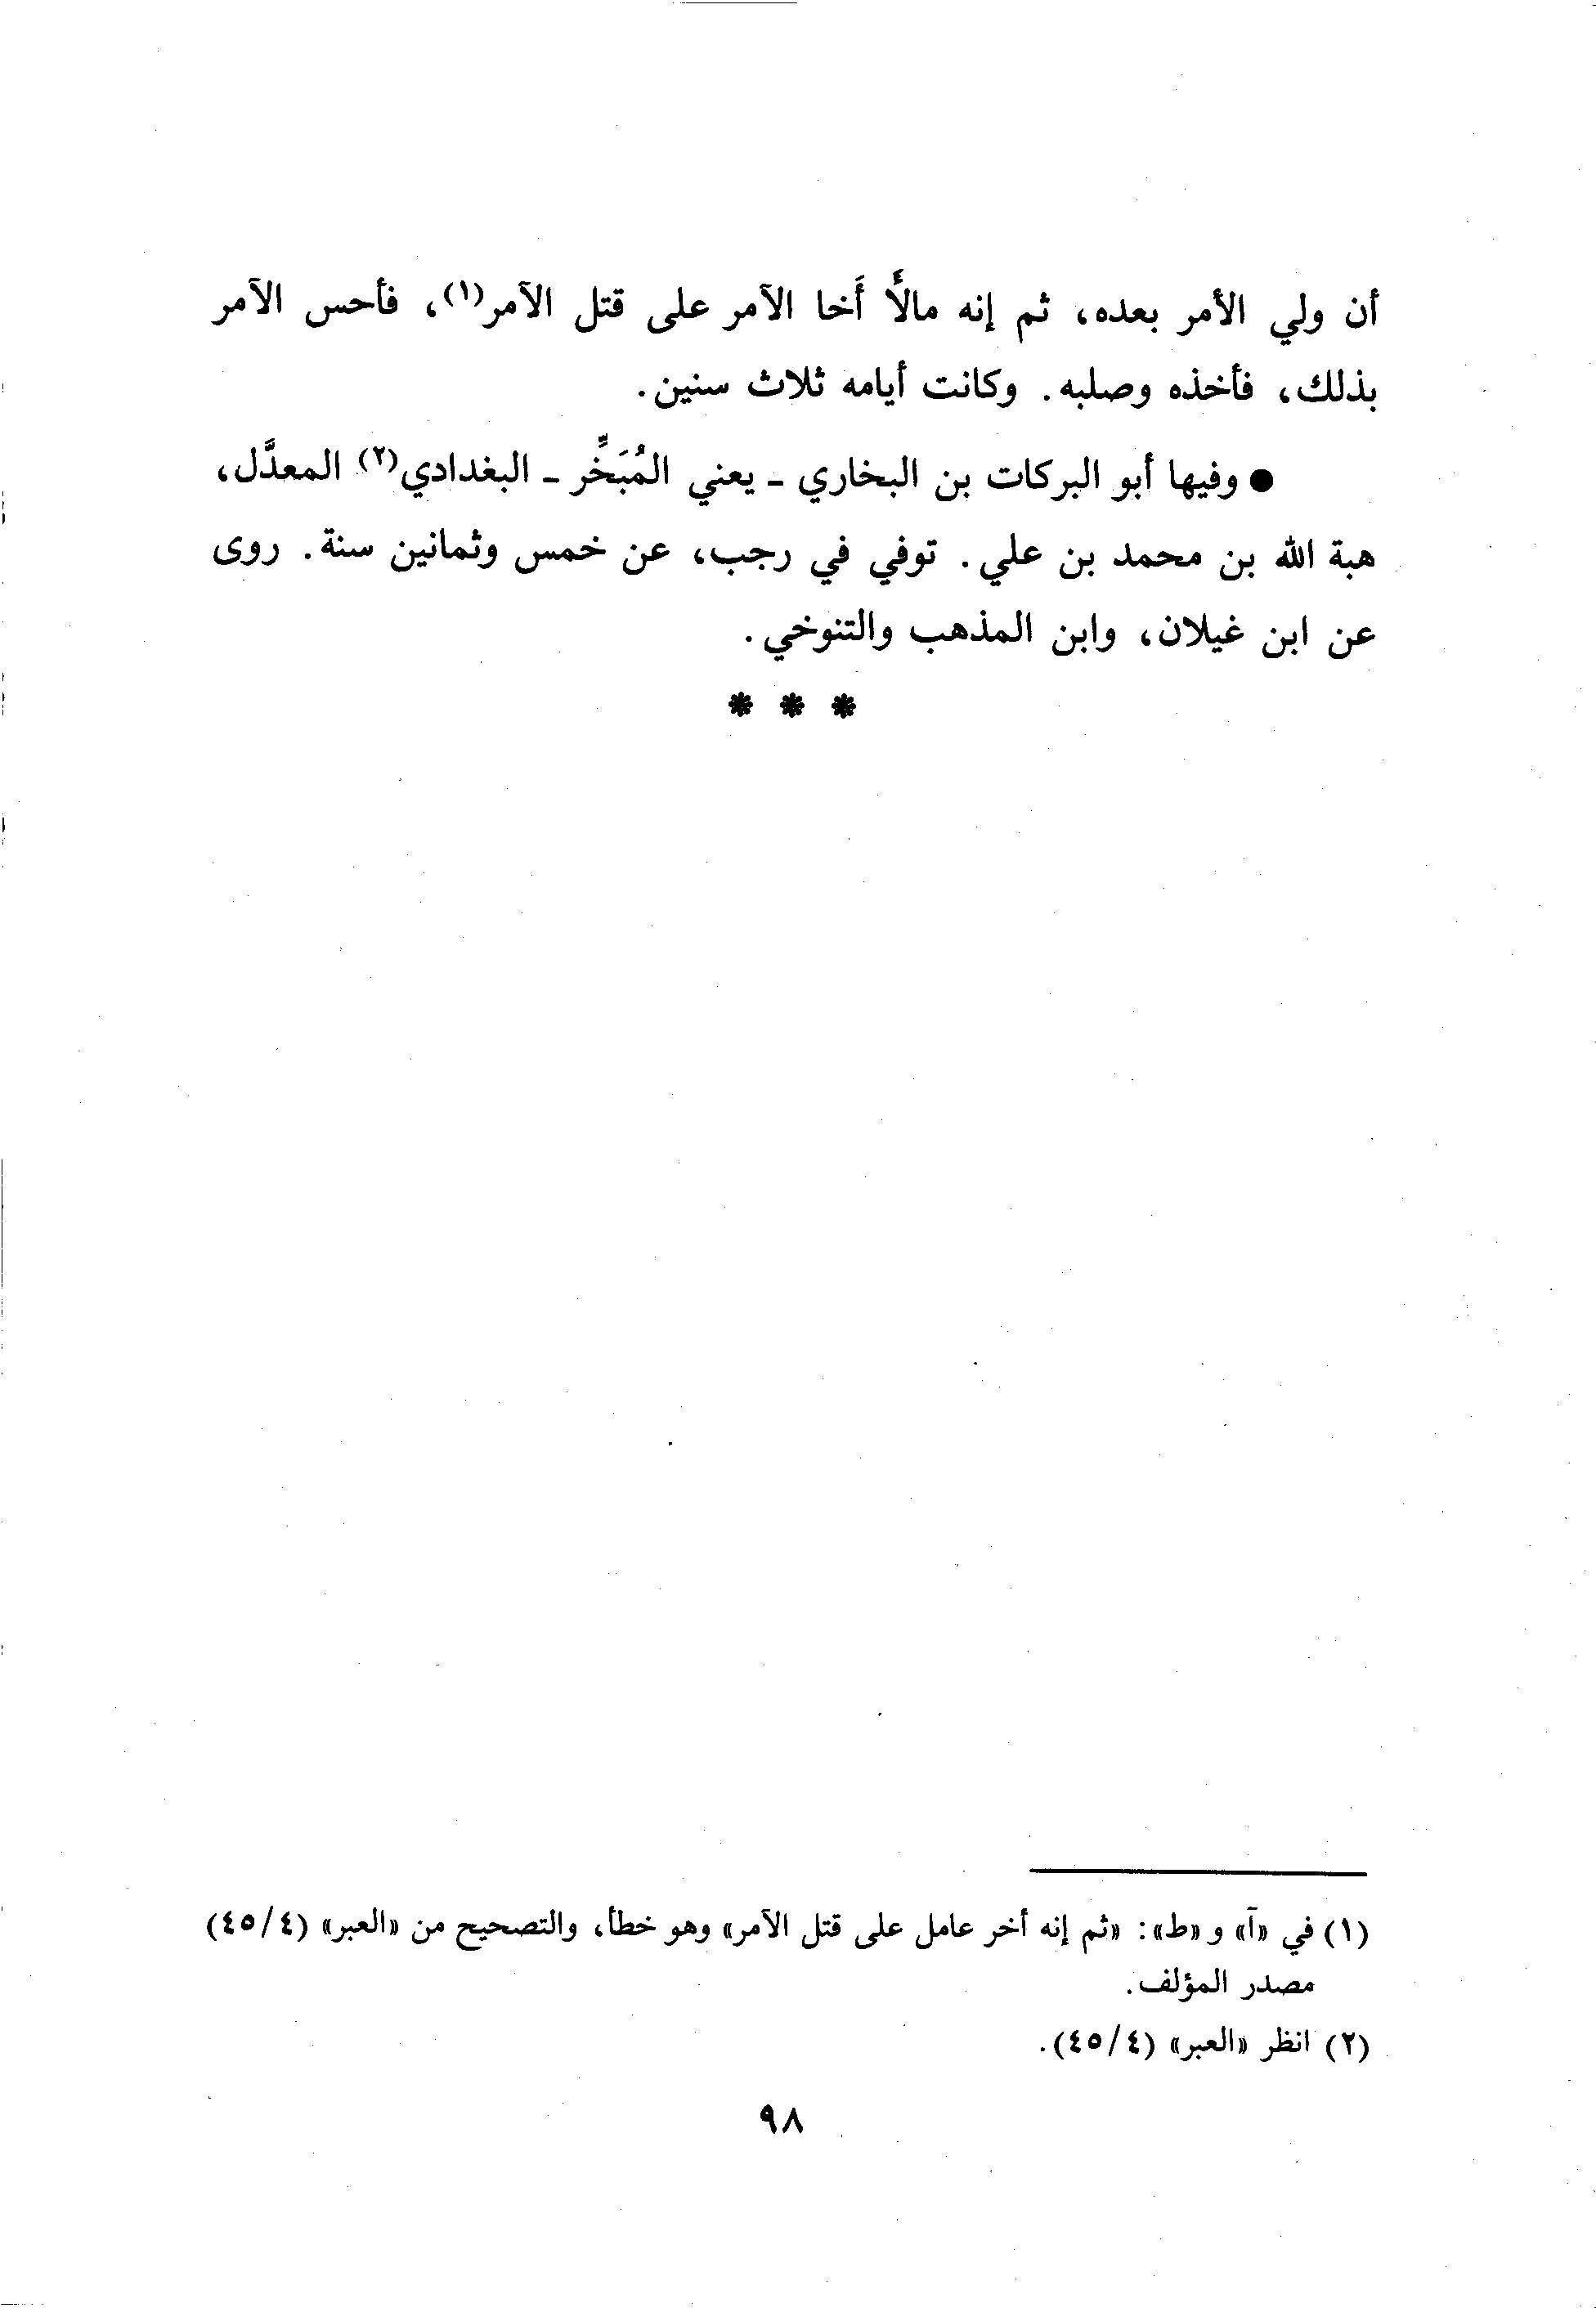 أن ولي الأمر بعده، ثم إنه مالأَ أَخا الآمر على قتل الآمر(١)، فأحس الآمر
بذلك، فأخذه وصلبه. وكانت أيامه ثلاث سنين.
● وفيها أبو البركات بن البخاري ـ يعني المُبَخِّر ـ البغدادي(٢) المعدَّل،
هبة الله بن محمد بن علي. توفي في رجب، عن خمس وثمانين سنة. روى
عن ابن غيلان، وابن المذهب والتنوخي.
* * *
(١) في «آ» و«ط»: «ثم إنه أخر عامل على قتل الآمر» وهو خطأ، والتصحيح من «العبر» (٤/٤٥)
مصدر المؤلف.
(٢) انظر «العبر» (٤/٤٥).
٩٨